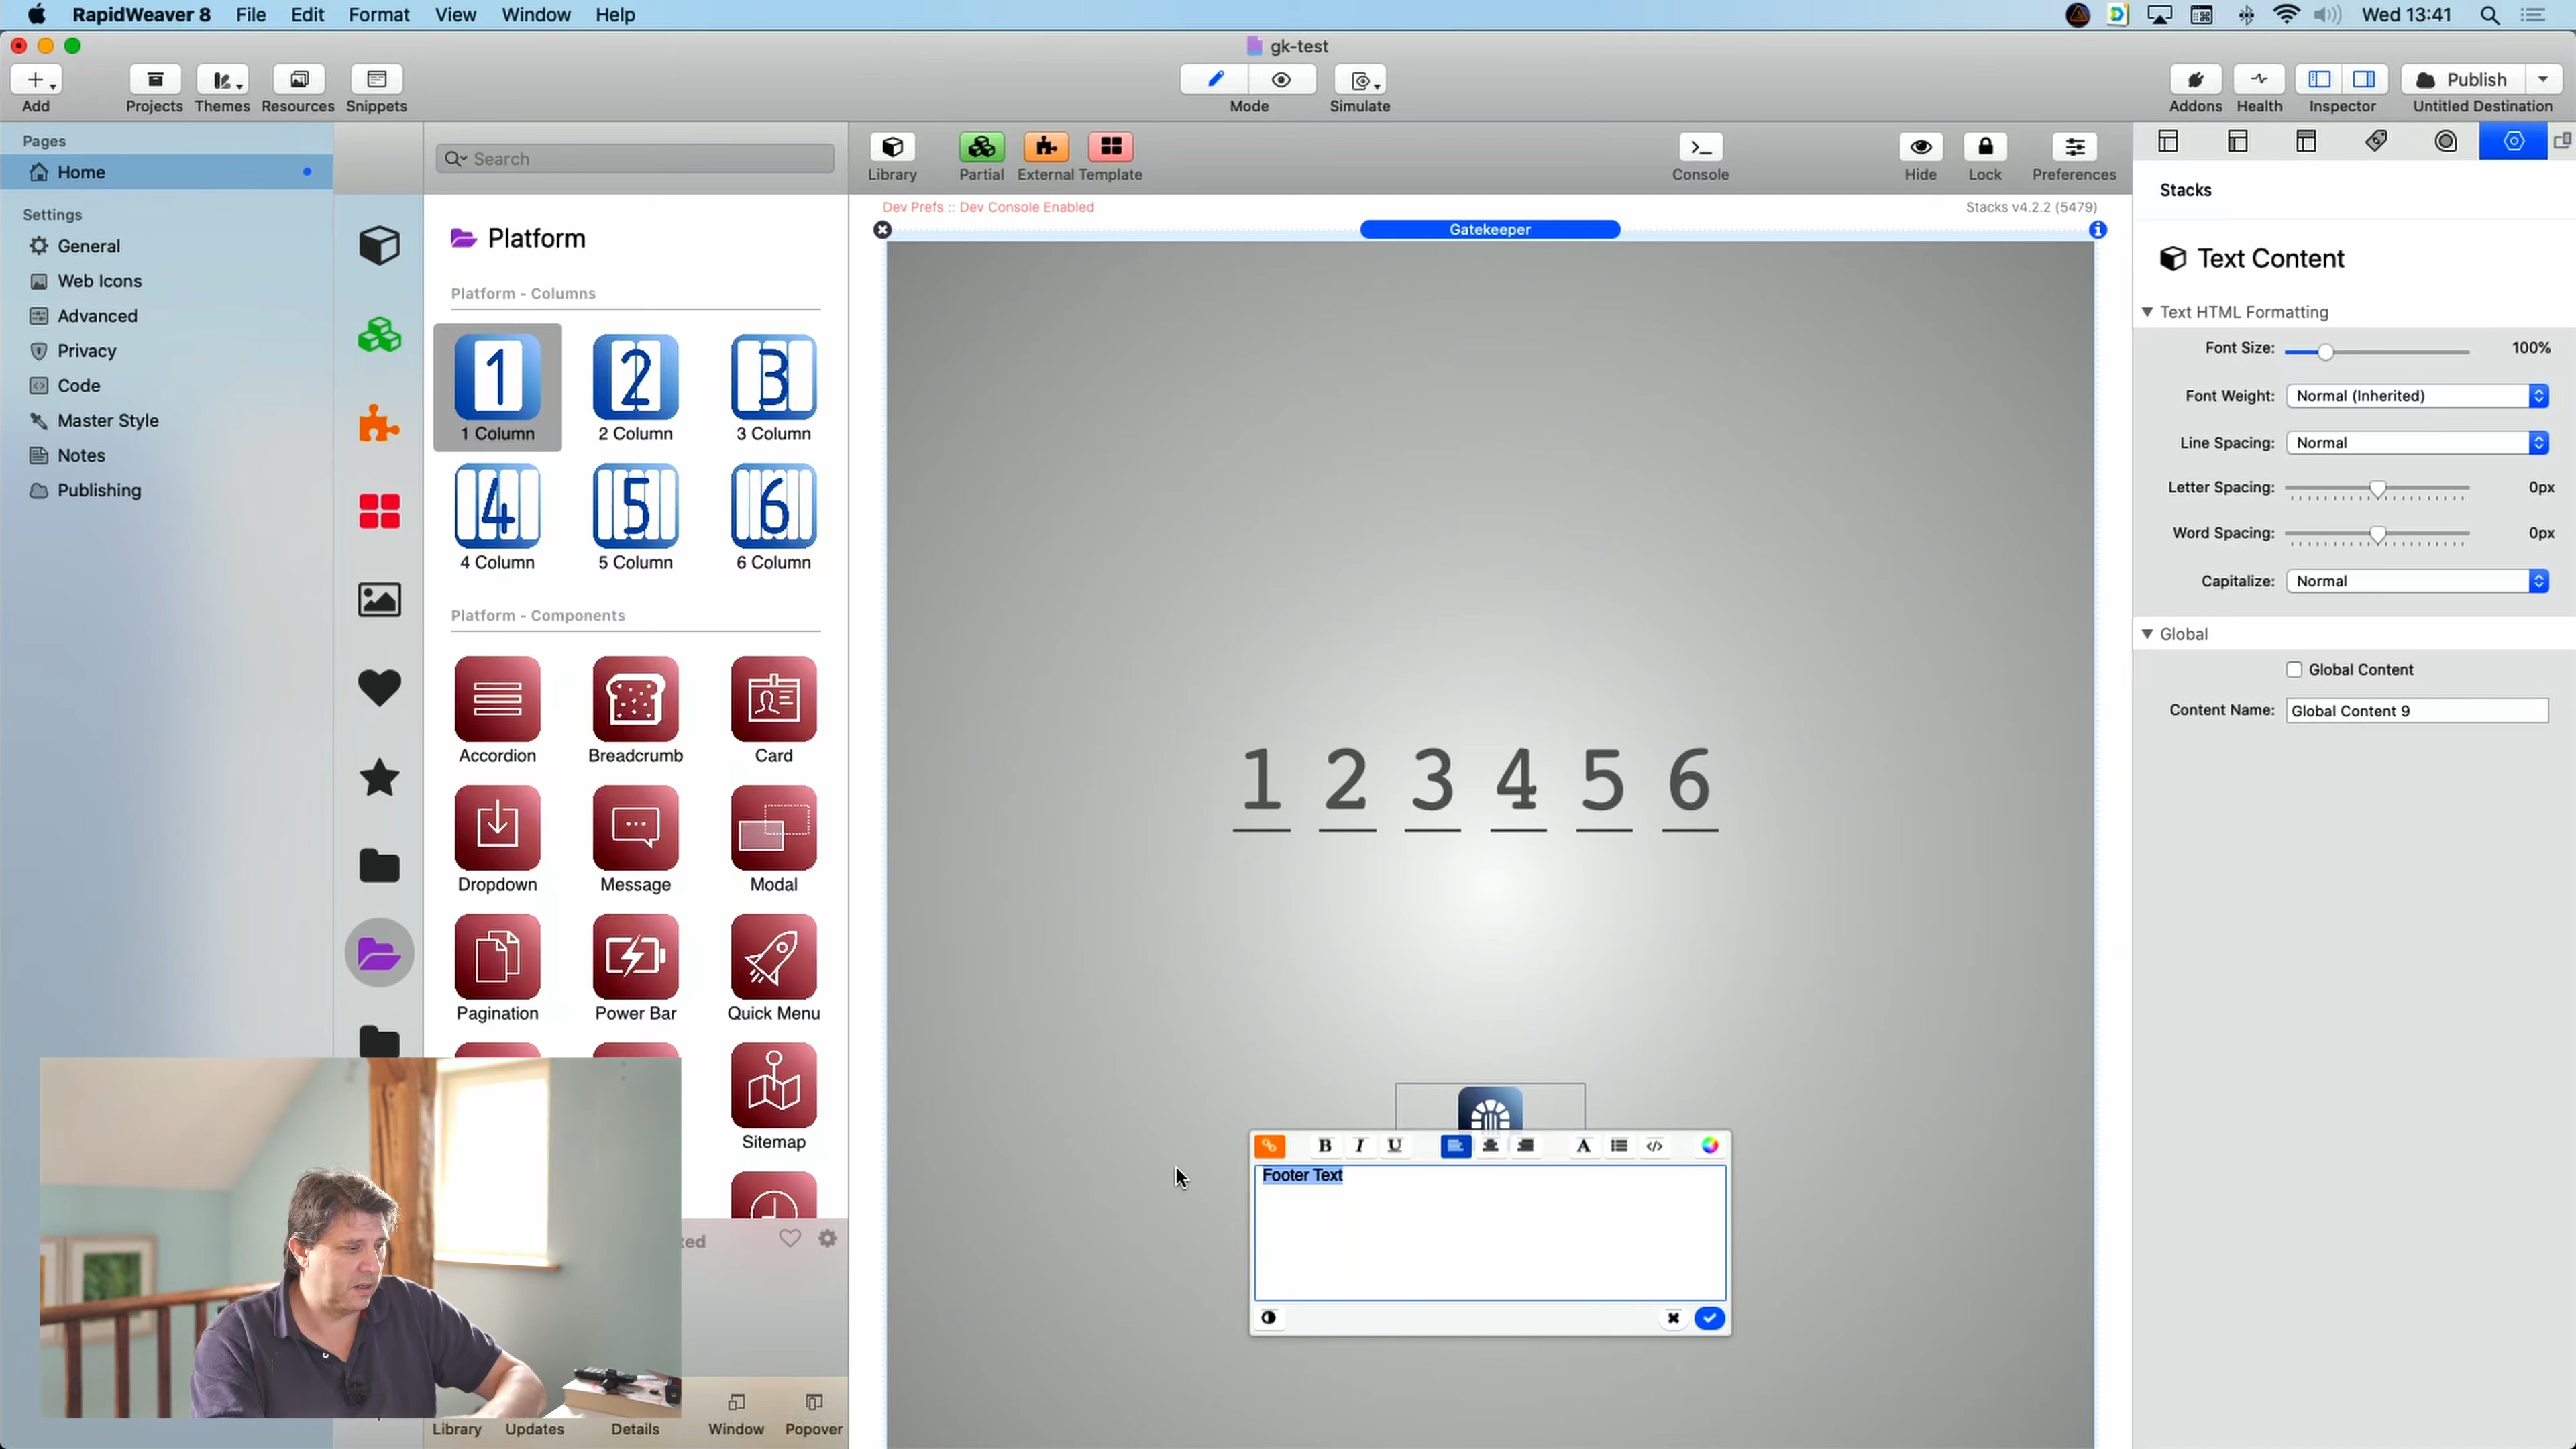 RapidWeaver 8 File Edit Format View Window Help
Wed 13:41
gk-test
Add Projects Themes Resources Snippets
Mode Simulate
Publish
Addons Health Inspector Untitled Destination
Pages
Home
Settings
General
Web Icons
Advanced
Privacy
Code
Master Style
Notes
Publishing
Search
Platform
Platform - Columns
1 2 3
1 Column 2 Column 3 Column
4 5 6
4 Column 5 Column 6 Column
Platform - Components
Accordion Breadcrumb Card
Dropdown Message Modal
Pagination Power Bar Quick Menu
Sitemap
Library Updates Details Window Popover
Library Partial External Template Console Hide Lock Preferences
Dev Prefs :: Dev Console Enabled
Stacks v4.2.2 (5479)
Gatekeeper
1 2 3 4 5 6
B I U A </>
Footer Text
Stacks
Text Content
Text HTML Formatting
Font Size: 100%
Font Weight: Normal (Inherited)
Line Spacing: Normal
Letter Spacing: 0px
Word Spacing: 0px
Capitalize: Normal
Global
Global Content
Content Name: Global Content 9